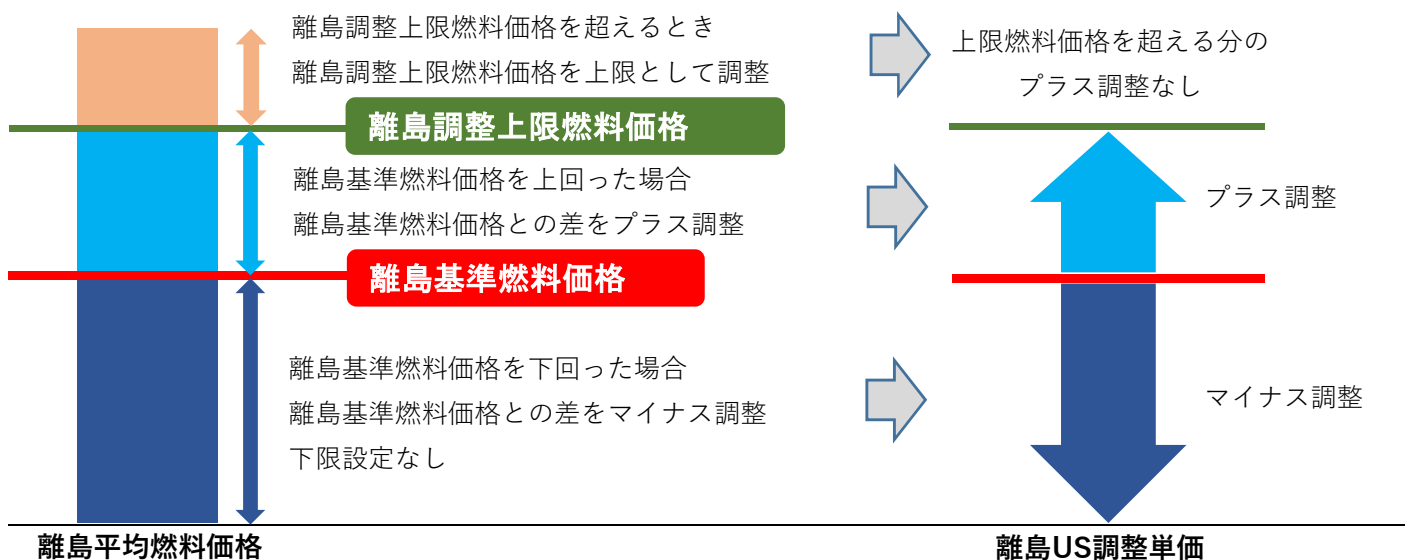 離島調整上限燃料価格を超えるとき
離島調整上限燃料価格を上限として調整
上限燃料価格を超える分の
プラス調整なし
離島調整上限燃料価格
離島基準燃料価格を上回った場合
離島基準燃料価格との差をプラス調整
プラス調整
離島基準燃料価格
離島基準燃料価格を下回った場合
離島基準燃料価格との差をマイナス調整
下限設定なし
マイナス調整
離島平均燃料価格
離島US調整単価